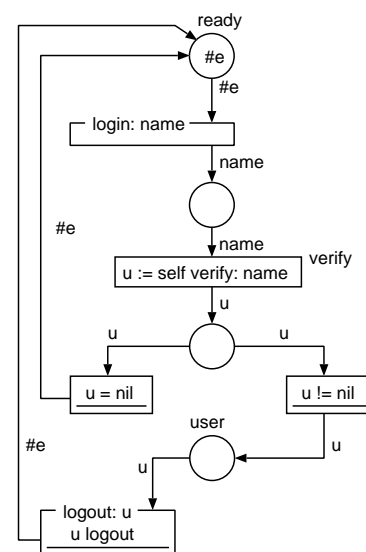 ready
#e
#e
login: name
name
#e
name
verify
u := self verify: name
u
u
u
u = nil
u != nil
user
#e
u
u
logout: u
u logout